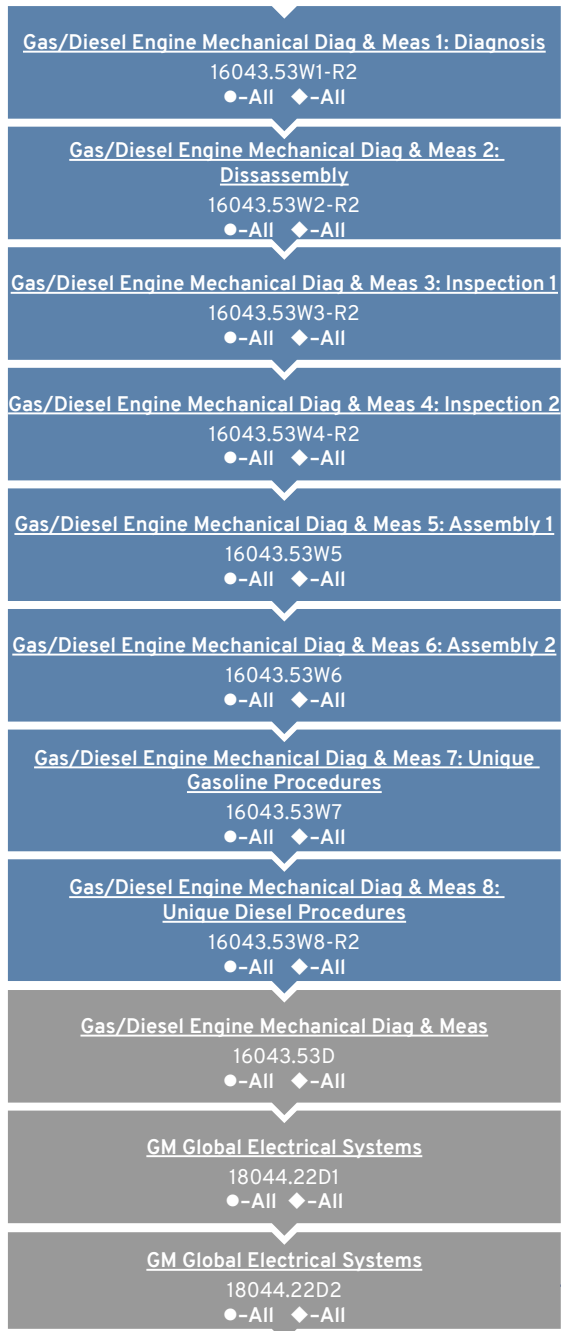 Gas/Diesel Engine Mechanical Diag & Meas 1: Diagnosis
16043.53W1-R2
●-All ◆-All
Gas/Diesel Engine Mechanical Diag & Meas 2:
Dissassembly
16043.53W2-R2
●-All ◆-All
Gas/Diesel Engine Mechanical Diag & Meas 3: Inspection 1
16043.53W3-R2
●-All ◆-All
Gas/Diesel Engine Mechanical Diag & Meas 4: Inspection 2
16043.53W4-R2
●-All ◆-All
Gas/Diesel Engine Mechanical Diag & Meas 5: Assembly 1
16043.53W5
●-All ◆-All
Gas/Diesel Engine Mechanical Diag & Meas 6: Assembly 2
16043.53W6
●-All ◆-All
Gas/Diesel Engine Mechanical Diag & Meas 7: Unique
Gasoline Procedures
16043.53W7
●-All ◆-All
Gas/Diesel Engine Mechanical Diag & Meas 8:
Unique Diesel Procedures
16043.53W8-R2
●-All ◆-All
Gas/Diesel Engine Mechanical Diag & Meas
16043.53D
●-All ◆-All
GM Global Electrical Systems
18044.22D1
●-All ◆-All
GM Global Electrical Systems
18044.22D2
●-All ◆-All